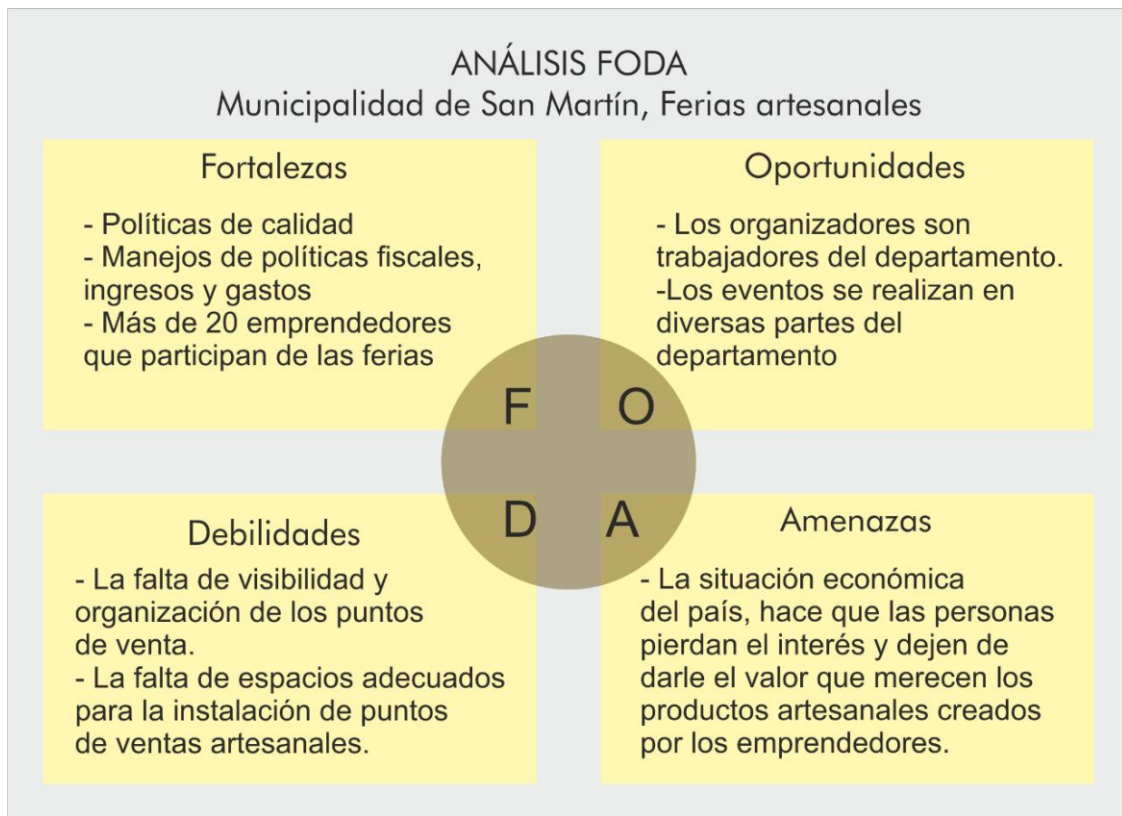 ANÁLISIS FODA
Municipalidad de San Martín, Ferias artesanales
Fortalezas
- Políticas de calidad
- Manejos de políticas fiscales,
ingresos y gastos
- Más de 20 emprendedores
que participan de las ferias
Oportunidades
- Los organizadores son
trabajadores del departamento.
-Los eventos se realizan en
diversas partes del
departamento
F
O
D
A
Debilidades
- La falta de visibilidad y
organización de los puntos
de venta.
- La falta de espacios adecuados
para la instalación de puntos
de ventas artesanales.
Amenazas
- La situación económica
del país, hace que las personas
pierdan el interés y dejen de
darle el valor que merecen los
productos artesanales creados
por los emprendedores.